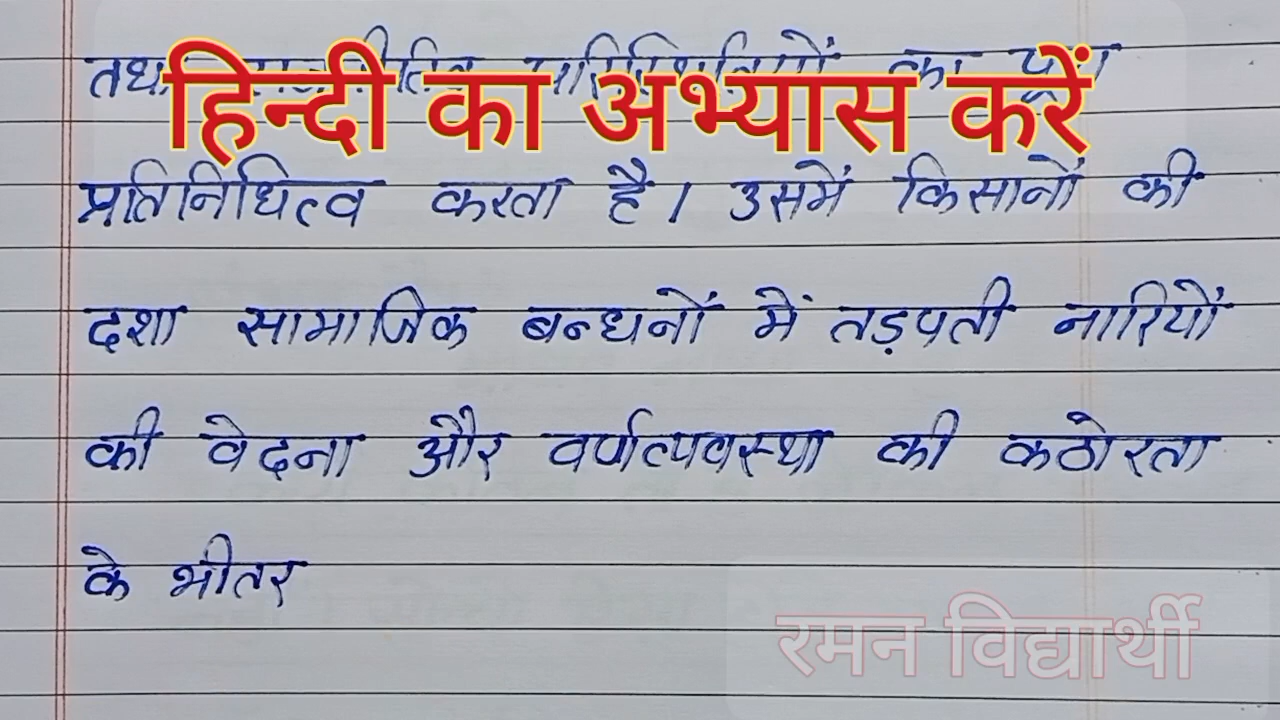 हिन्दी का अभ्यास करें
प्रतिनिधित्व करता है। उसमें किसानों की
दशा सामाजिक बन्धनों में तड़पती नारियों
की वेदना और वर्णव्यवस्था की कठोरता
के भीतर
रमन विद्यार्थी